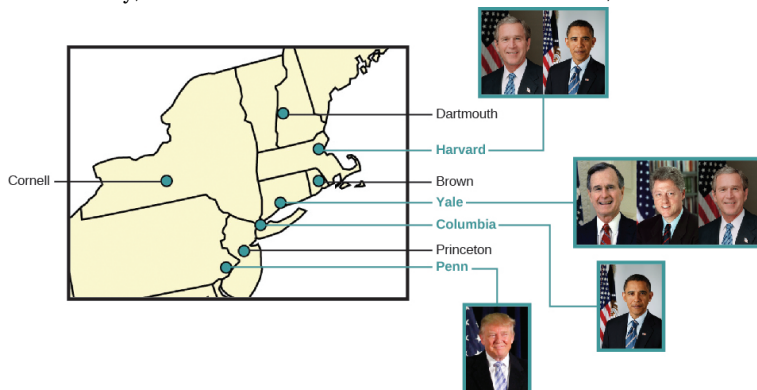 Dartmouth
Harvard
Cornell
Brown
Yale
Columbia
Princeton
Penn